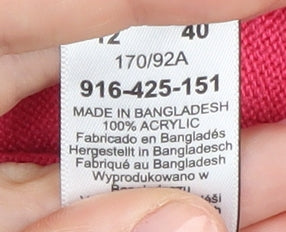 12 40
170/92A
916-425-151
MADE IN BANGLADESH
100% ACRYLIC
Fabricado en Bangladés
Hergestellt in Bangladesch
Fabriqué au Bangladesh
Wyprodukowano w